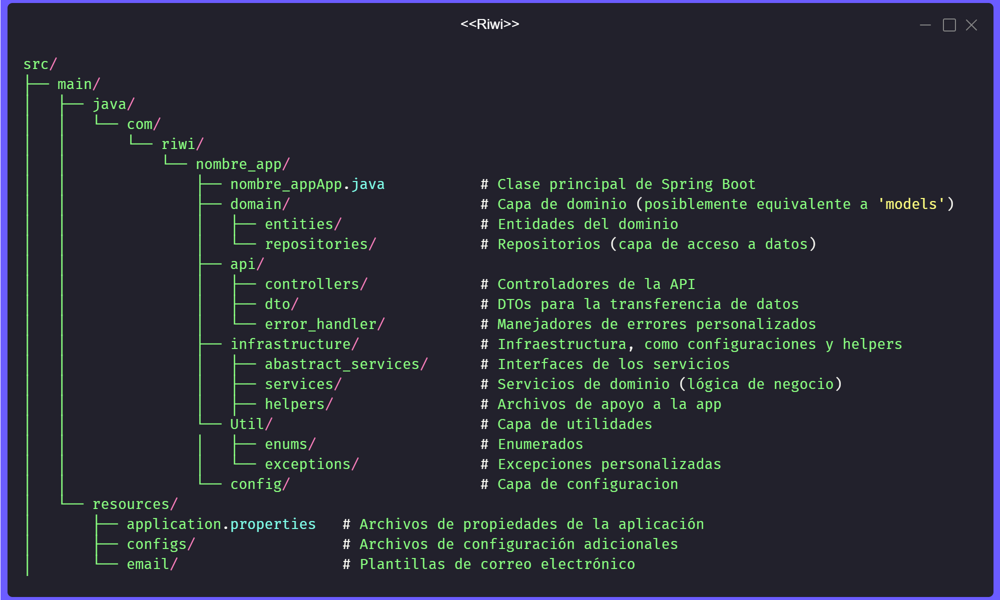 <<Riwi>>
src/
├── main/
│   ├── java/
│   │   └── com/
│   │       └── riwi/
│   │           └── nombre_app/
│   │               ├── nombre_appApp.java           # Clase principal de Spring Boot
│   │               ├── domain/                      # Capa de dominio (posiblemente equivalente a 'models')
│   │               │   ├── entities/                # Entidades del dominio
│   │               │   └── repositories/            # Repositorios (capa de acceso a datos)
│   │               ├── api/
│   │               │   ├── controllers/             # Controladores de la API
│   │               │   ├── dto/                     # DTOs para la transferencia de datos
│   │               │   └── error_handler/           # Manejadores de errores personalizados
│   │               ├── infrastructure/              # Infraestructura, como configuraciones y helpers
│   │               │   ├── abastract_services/      # Interfaces de los servicios
│   │               │   ├── services/                # Servicios de dominio (lógica de negocio)
│   │               │   ├── helpers/                 # Archivos de apoyo a la app
│   │               └── Util/                        # Capa de utilidades
│   │               │   ├── enums/                   # Enumerados
│   │               │   └── exceptions/              # Excepciones personalizadas
│   │               └── config/                      # Capa de configuracion
│   └── resources/
│       ├── application.properties   # Archivos de propiedades de la aplicación
│       ├── configs/                 # Archivos de configuración adicionales
│       └── email/                   # Plantillas de correo electrónico